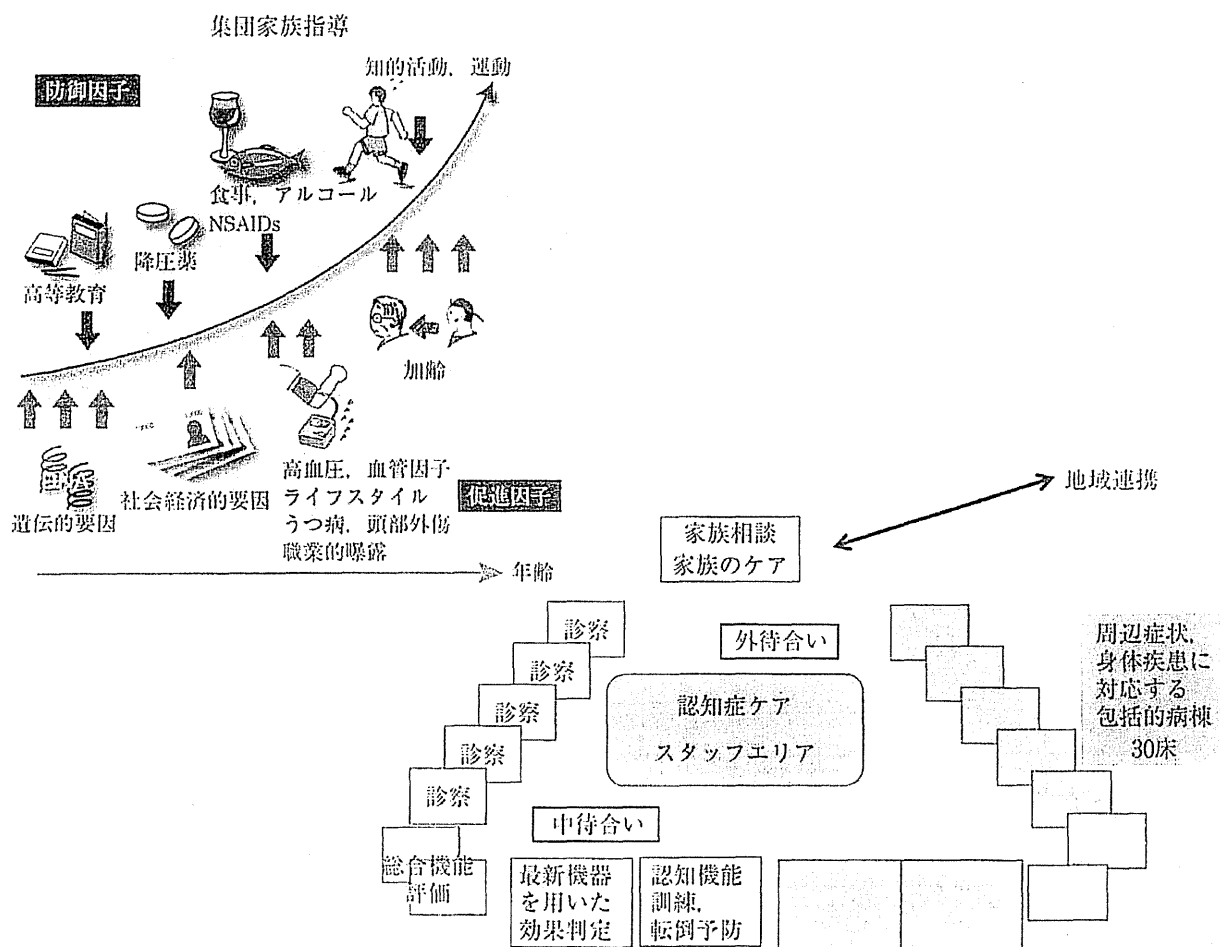 集団家族指導
知的活動，運動
防御因子
食事，アルコール
NSAIDs
降圧薬
高等教育
加齢
高血圧，血管因子
ライフスタイル
うつ病，頭部外傷
職業的曝露
社会経済的要因
遺伝的要因
促進因子
年齢
地域連携
家族相談
家族のケア
診察
診察
診察
診察
診察
外待合い
認知症ケア
スタッフエリア
周辺症状，
身体疾患に
対応する
包括的病棟
30床
中待合い
総合機能
評価
最新機器
を用いた
効果判定
認知機能
訓練，
転倒予防